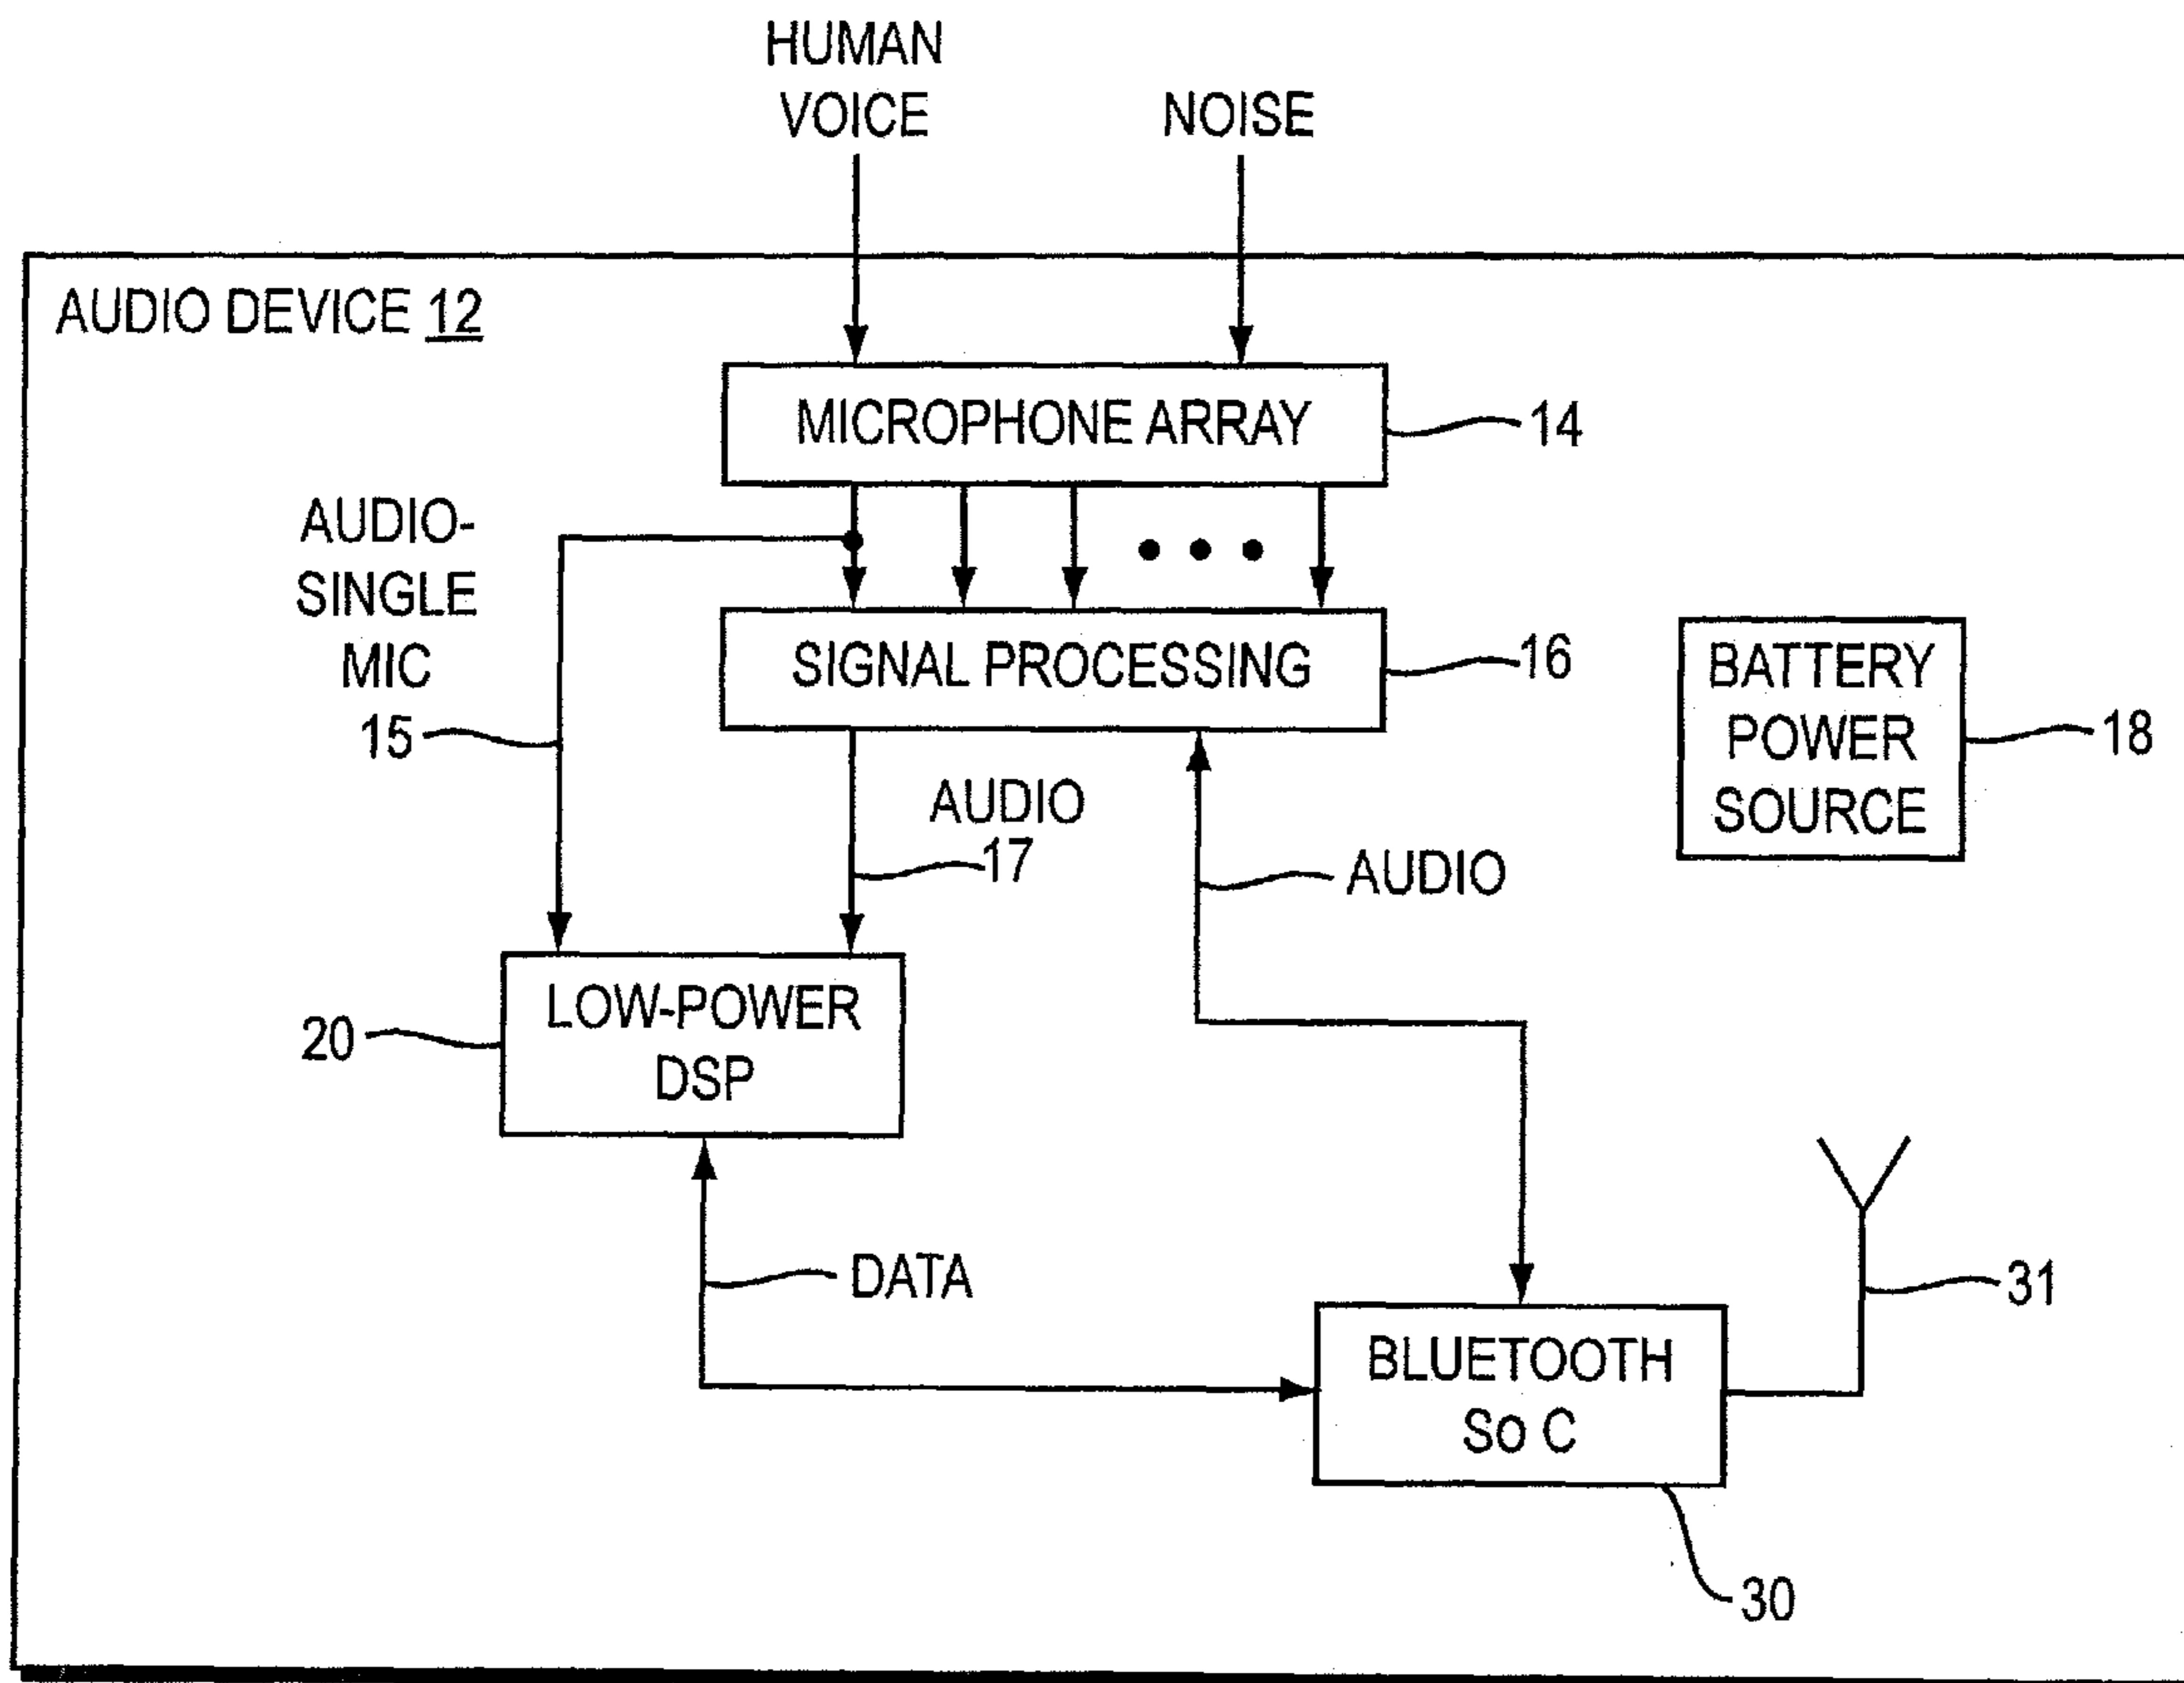 HUMAN
VOICE
NOISE
AUDIO DEVICE 12
MICROPHONE ARRAY
14
AUDIO-
SINGLE
MIC
15
SIGNAL PROCESSING
16
BATTERY
POWER
SOURCE
18
AUDIO
17
AUDIO
LOW-POWER
DSP
20
DATA
31
BLUETOOTH
So C
30